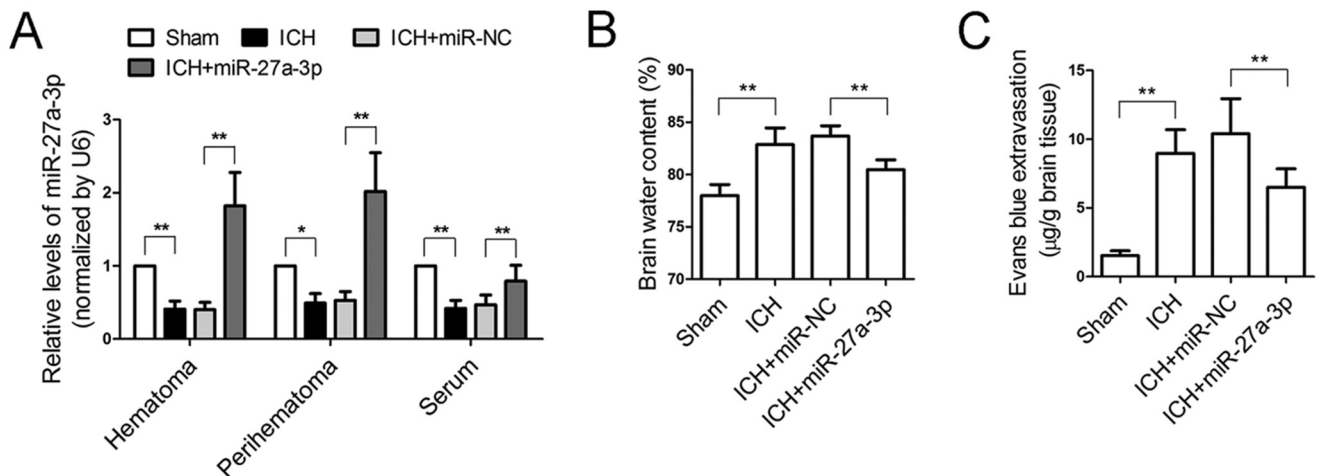 A
Sham
ICH
ICH+miR-NC
ICH+miR-27a-3p
Relative levels of miR-27a-3p
(normalized by U6)
3
2
1
0
**
**
*
**
**
**
Hematoma
Perihematoma
Serum
B
Brain water content (%)
90
85
80
75
70
**
**
Sham
ICH
ICH+miR-NC
ICH+miR-27a-3p
C
Evans blue extravasation
(μg/g brain tissue)
15
10
5
0
**
**
Sham
ICH
ICH+miR-NC
ICH+miR-27a-3p